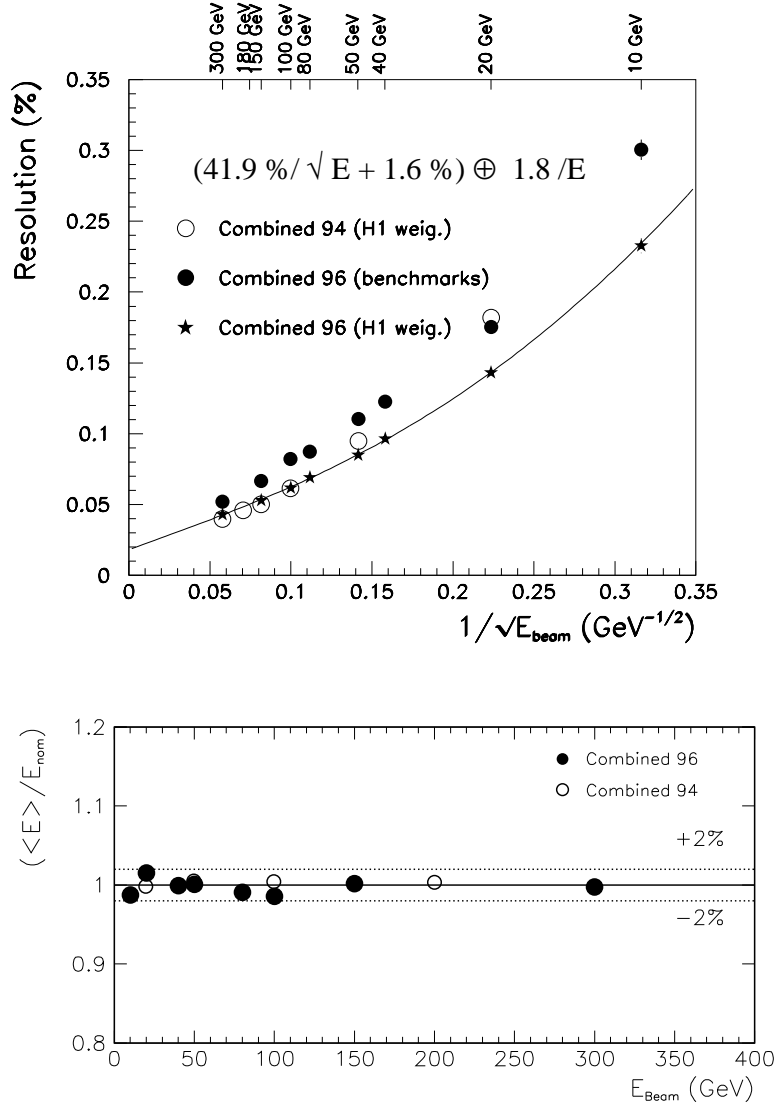 300 GeV
180 GeV
150 GeV
100 GeV
80 GeV
50 GeV
40 GeV
20 GeV
10 GeV
Resolution (%)
0.35
0.3
0.25
0.2
0.15
0.1
0.05
0
(41.9 %/ √ E + 1.6 %) ⊕ 1.8 /E
Combined 94 (H1 weig.)
Combined 96 (benchmarks)
Combined 96 (H1 weig.)
0 0.05 0.1 0.15 0.2 0.25 0.3 0.35
1/√E_beam (GeV^−1/2)
(<E>/E_nom)
1.2
1.1
1
0.9
0.8
Combined 96
Combined 94
+2%
−2%
0 50 100 150 200 250 300 350 400
E_Beam (GeV)